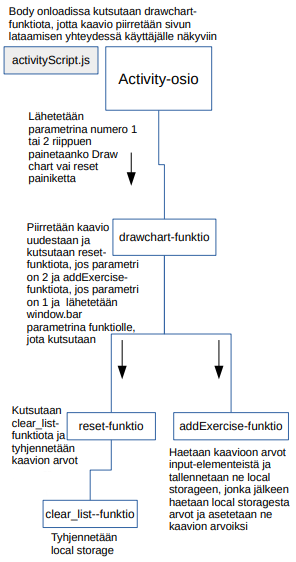 Body onloadissa kutsutaan drawchart-
funktiota, jotta kaavio piirretään sivun
lataamisen yhteydessä käyttäjälle näkyviin
activityScript.js
Activity-osio
Lähetetään
parametrina numero 1
tai 2 riippuen
painetaanko Draw
chart vai reset
painiketta
drawchart-funktio
Piirretään kaavio
uudestaan ja
kutsutaan reset-
funktiota, jos parametri
on 2 ja addExercise-
funktiota, jos parametri
on 1 ja lähetetään
window.bar
parametrina funktiolle,
jota kutsutaan
Kutsutaan
clear_list-
funktiota ja
tyhjennetään
kaavion arvot
reset-funktio
addExercise-funktio
Haetaan kaavioon arvot
input-elementeistä ja
tallennetaan ne local
storageen, jonka jälkeen
haetaan local storagesta
arvot ja asetetaan ne
kaavion arvoiksi
clear_list--funktio
Tyhjennetään
local storage